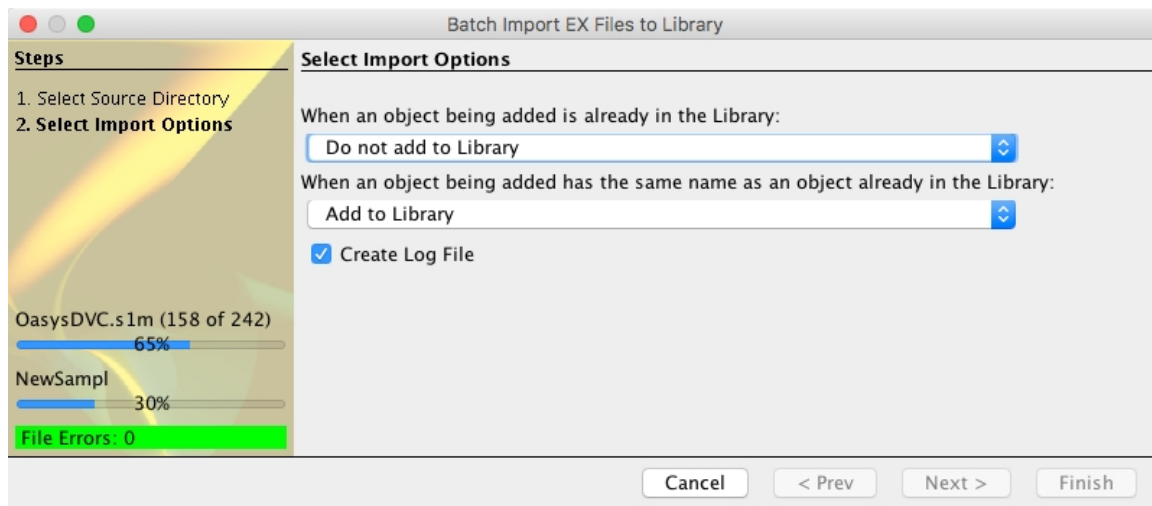 Batch Import EX Files to Library
Steps
1. Select Source Directory
2. Select Import Options
OasysDVC.s1m (158 of 242)
65%
NewSampl
30%
File Errors: 0
Select Import Options
When an object being added is already in the Library:
Do not add to Library
When an object being added has the same name as an object already in the Library:
Add to Library
Create Log File
Cancel
< Prev
Next >
Finish